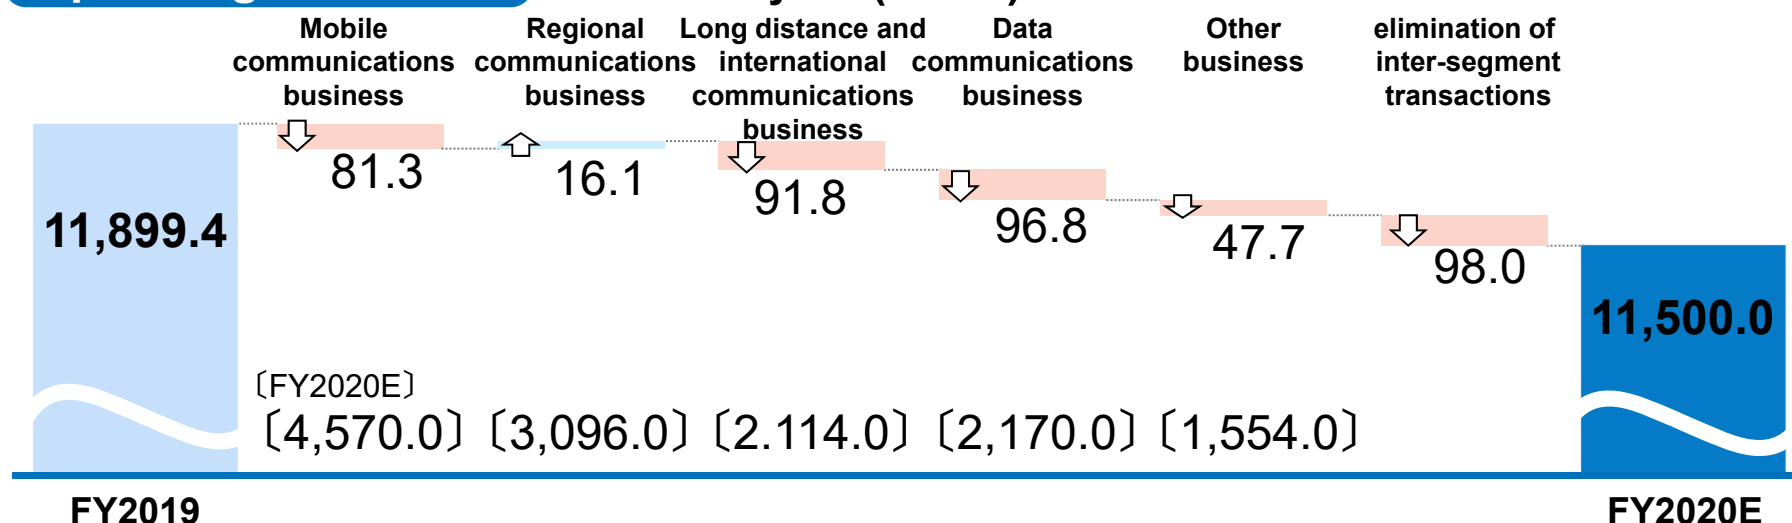 Mobile
communications
business
Regional
communications
business
Long distance and
international
communications
business
Data
communications
business
Other
business
elimination of
inter-segment
transactions
81.3
16.1
91.8
96.8
47.7
98.0
11,899.4
11,500.0
〔FY2020E〕
〔4,570.0〕〔3,096.0〕〔2.114.0〕〔2,170.0〕〔1,554.0〕
FY2019
FY2020E